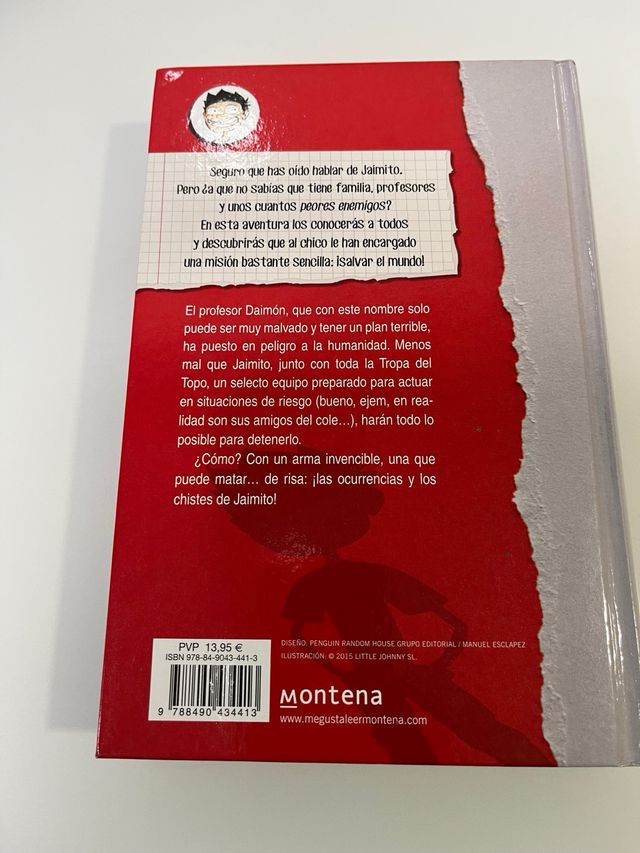 Seguro que has oído hablar de Jaimito.
Pero ¿a que no sabías que tiene familia, profesores
y unos cuantos peores enemigos?
En esta aventura los conocerás a todos
y descubrirás que al chico le han encargado
una misión bastante sencilla: ¡salvar el mundo!
El profesor Daimón, que con este nombre solo
puede ser muy malvado y tener un plan terrible,
ha puesto en peligro a la humanidad. Menos
mal que Jaimito, junto con toda la Tropa del
Topo, un selecto equipo preparado para actuar
en situaciones de riesgo (bueno, ejem, en rea-
lidad son sus amigos del cole...), harán todo lo
posible para detenerlo.
¿Cómo? Con un arma invencible, una que
puede matar... de risa: ¡las ocurrencias y los
chistes de Jaimito!
PVP 13,95 €
ISBN 978-84-9043-441-3
9 788490 434413
DISEÑO: PENGUIN RANDOM HOUSE GRUPO EDITORIAL / MANUEL ESCLAPEZ
ILUSTRACIÓN: © 2015 LITTLE JOHNNY SL.
Montena
www.megustaleermontena.com